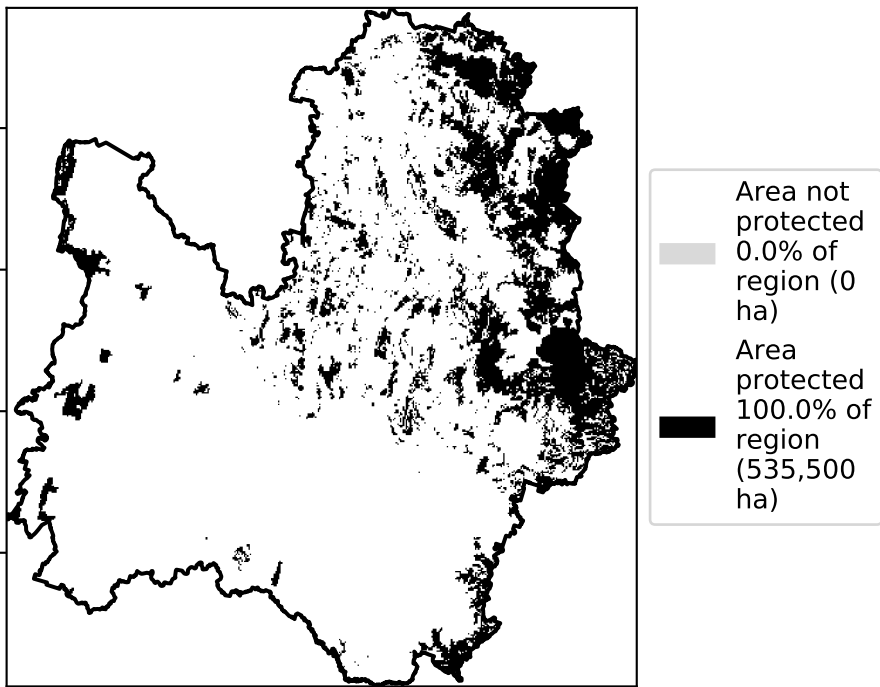 Area not
protected
0.0% of
region (0
ha)
Area
protected
100.0% of
region
(535,500
ha)